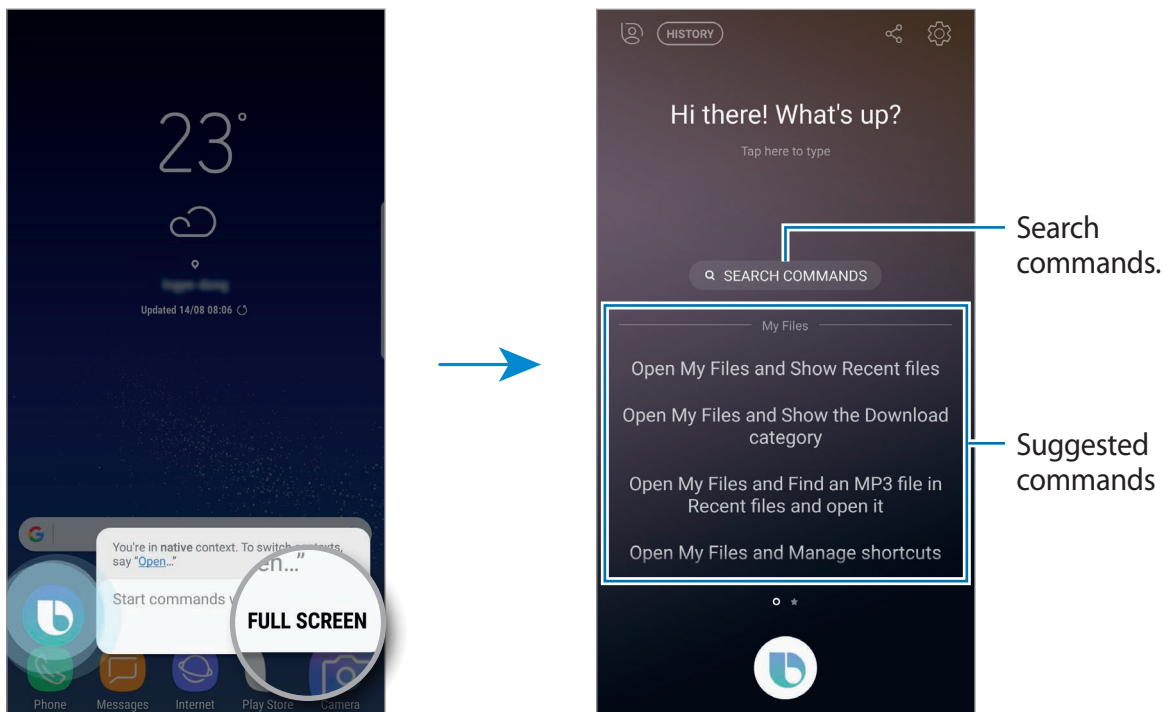 23°
Updated 14/08 08:06
You're in native context. To switch
say "Open..."
en..."
Start commands
FULL SCREEN
Phone
Messages
Internet
Play Store
Camera
HISTORY
Hi there! What's up?
Tap here to type
SEARCH COMMANDS
My Files
Open My Files and Show Recent files
Open My Files and Show the Download
category
Open My Files and Find an MP3 file in
Recent files and open it
Open My Files and Manage shortcuts
Search
commands.
Suggested
commands